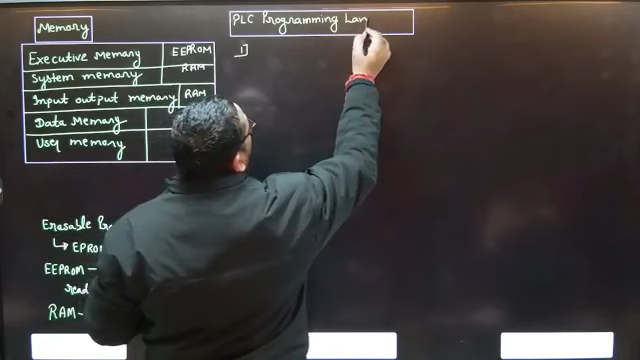 Memory
Executive Memory EEPROM
System memory RAM
Input output memory RAM
Data Memory
User memory
Erasable
↳ EPROM
EEPROM —
read
RAM -
PLC Programming Lan
1]